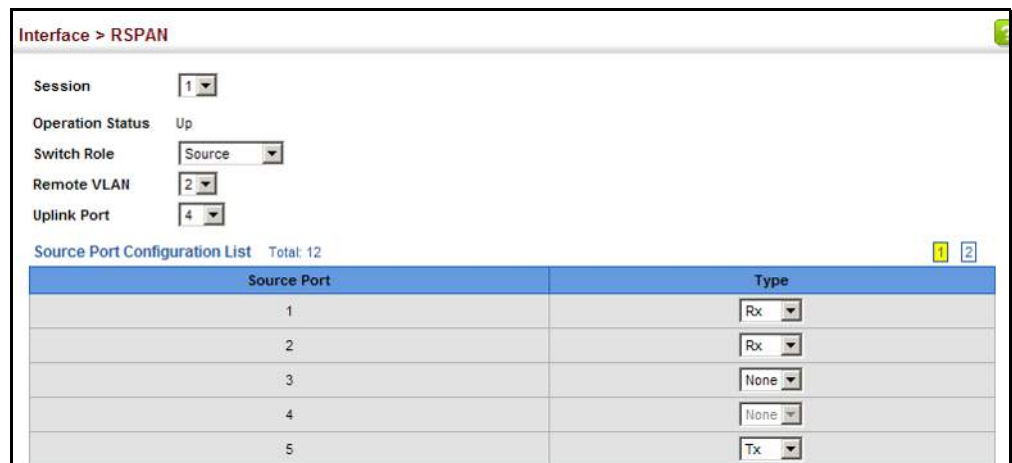 Interface > RSPAN
?
Session 1
Operation Status Up
Switch Role Source
Remote VLAN 2
Uplink Port 4
Source Port Configuration List Total: 12 1 2
Source Port Type
1 Rx
2 Rx
3 None
4 None
5 Tx